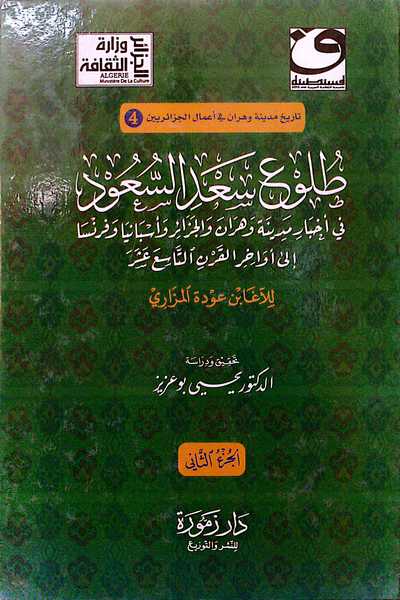 وزارة
الثقافة
الجزائر
ALGERIE
Ministère De la Culture
قسنطينة
تاريخ مدينة وهران في أعمال الجزائريين 4
طلوع سعد السعود
في أخبار مدينة وهران والجزائر وأسبانيا وفرنسا
إلى أواخر القرن التاسع عشر
للآغا بن عودة المزاري
تحقيق ودراسة
الدكتور يحيى بوعزيز
الجزء الثاني
دار زمورة
للنشر والتوزيع